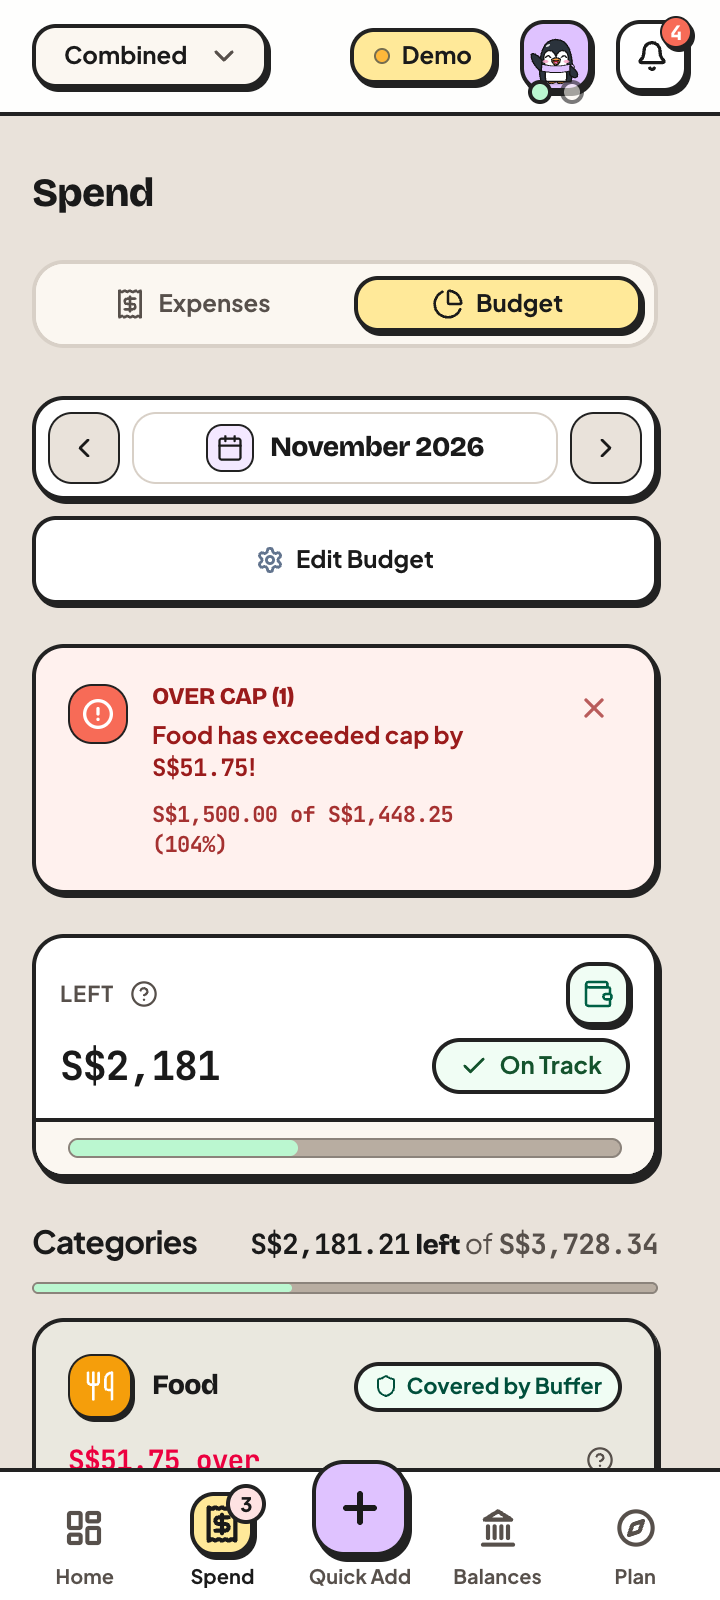 Combined
Demo
4
Spend
Expenses
Budget
November 2026
Edit Budget
OVER CAP (1)
Food has exceeded cap by
S$51.75!
S$1,500.00 of S$1,448.25
(104%)
LEFT
S$2,181
On Track
Categories
S$2,181.21 left of S$3,728.34
Food
Covered by Buffer
S$51.75 over
3
Home
Spend
Quick Add
Balances
Plan